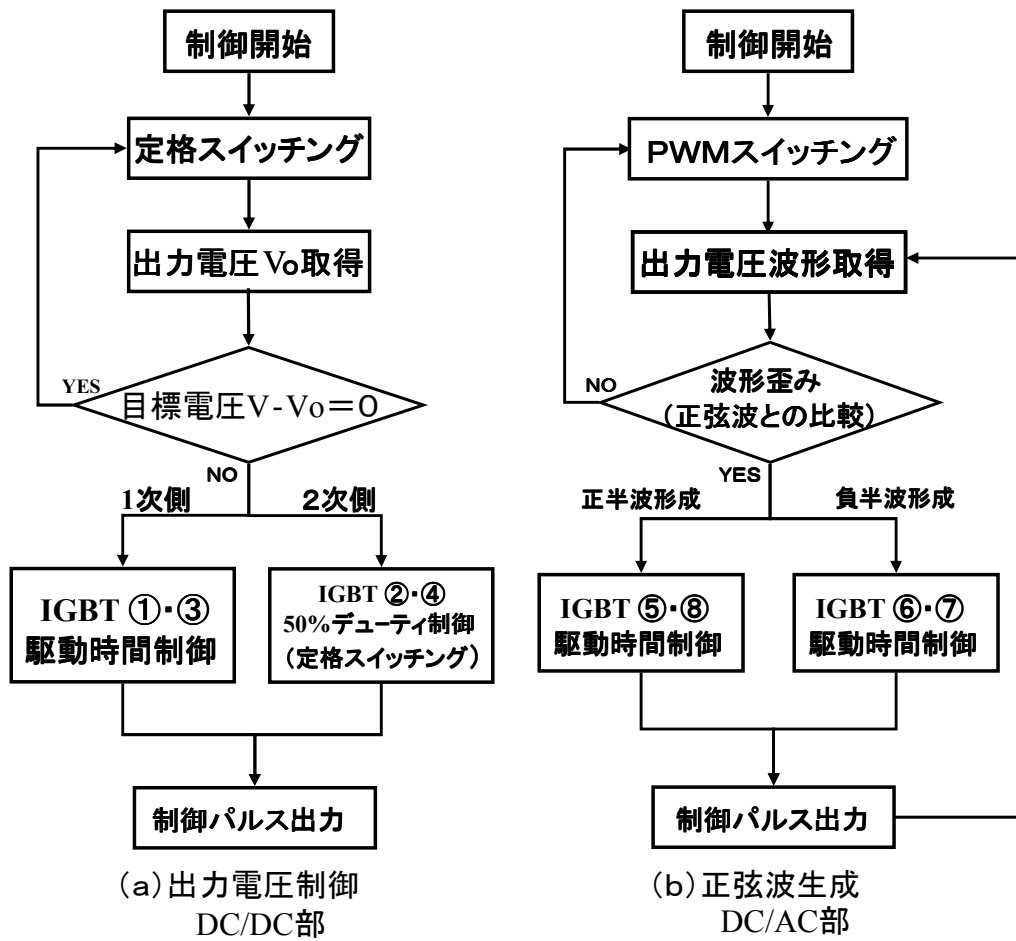 制御開始
定格スイッチング
出力電圧Vo取得
YES
目標電圧V-Vo=0
NO
1次側
2次側
IGBT ①・③
駆動時間制御
IGBT ②・④
50%デューティ制御
(定格スイッチング)
制御パルス出力
(a)出力電圧制御
DC/DC部
制御開始
PWMスイッチング
出力電圧波形取得
NO
波形歪み
(正弦波との比較)
YES
正半波形成
負半波形成
IGBT ⑤・⑧
駆動時間制御
IGBT ⑥・⑦
駆動時間制御
制御パルス出力
(b)正弦波生成
DC/AC部